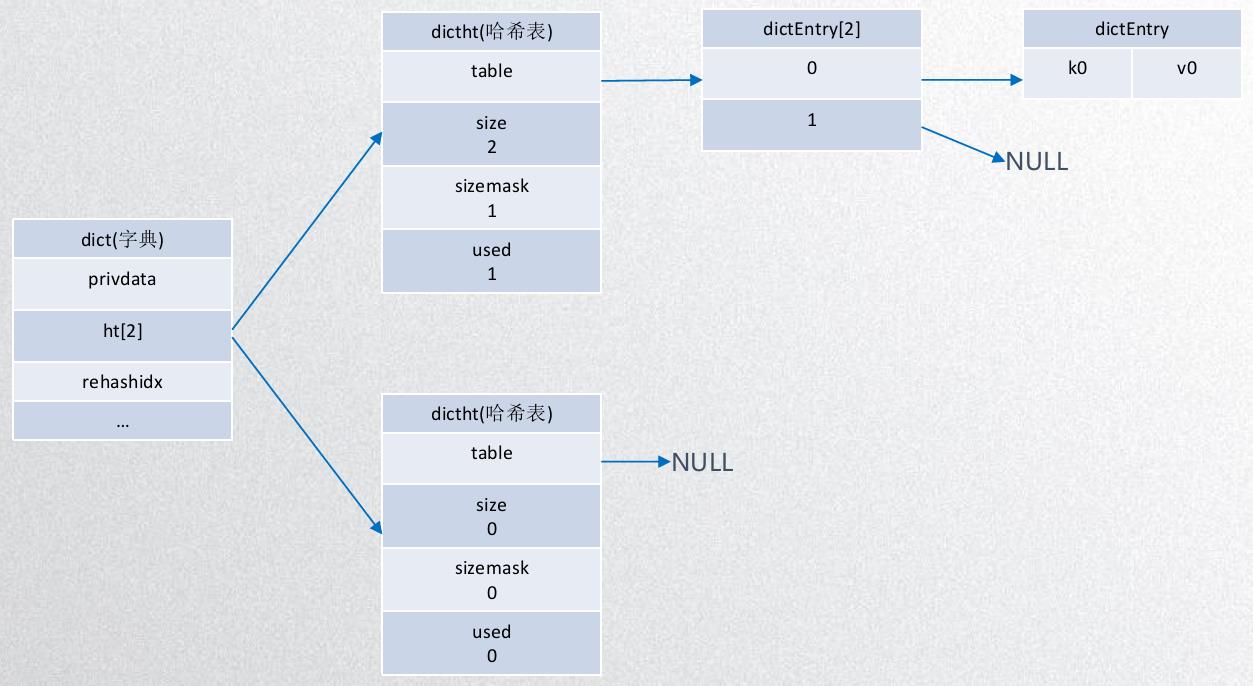 dict(字典)
privdata
ht[2]
rehashidx
...
dictht(哈希表)
table
size
2
sizemask
1
used
1
dictEntry[2]
0
1
dictEntry
k0 v0
NULL
dictht(哈希表)
table
size
0
sizemask
0
used
0
NULL